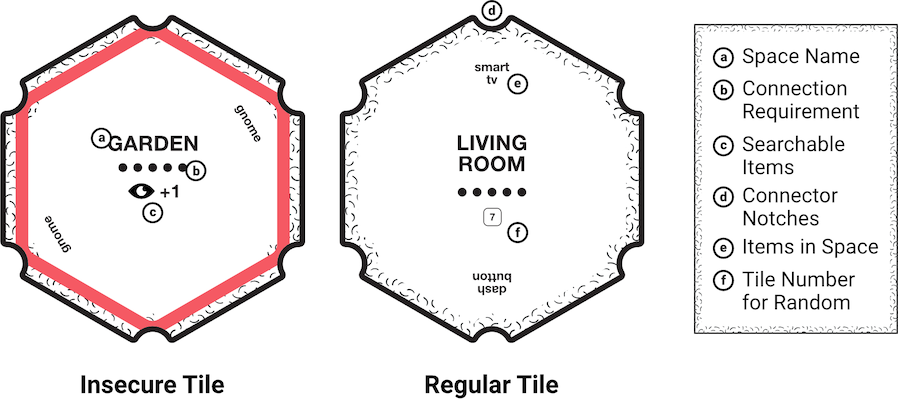 d
smart
tv
e
gnome
a
GARDEN
b
+1
c
gnome
LIVING
ROOM
7
f
dash
button
Insecure Tile
Regular Tile
a Space Name
b Connection
Requirement
c Searchable
Items
d Connector
Notches
e Items in Space
f Tile Number
for Random